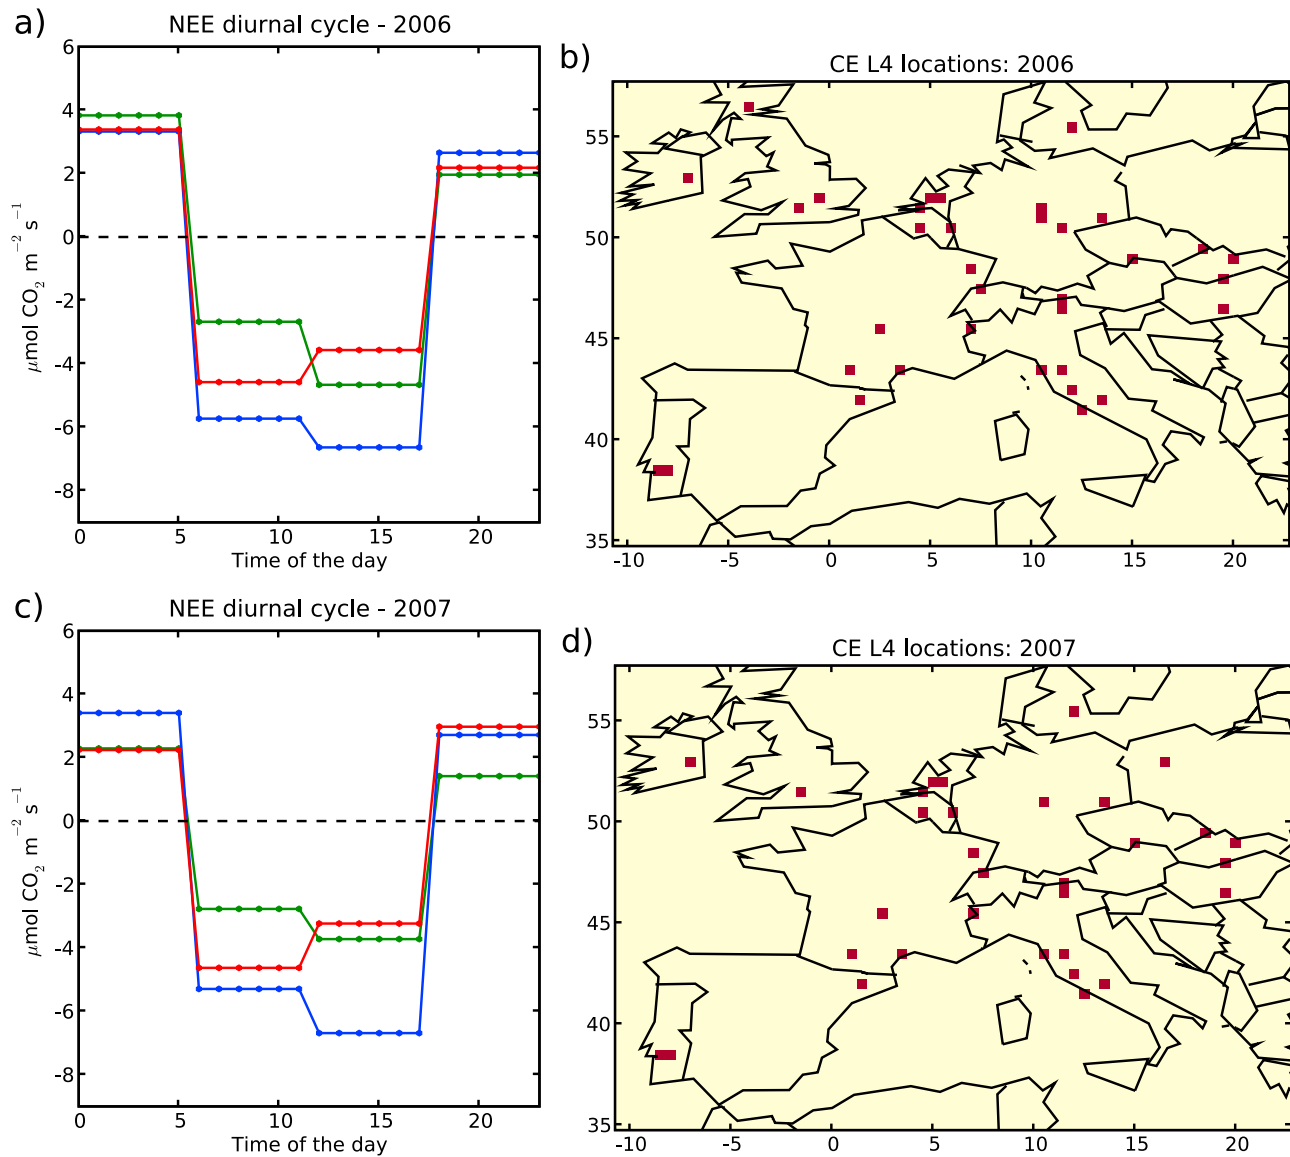 a)
NEE diurnal cycle - 2006
6
4
2
0
-2
-4
-6
-8
μmol CO₂ m⁻² s⁻¹
0 5 10 15 20
Time of the day
b)
CE L4 locations: 2006
55
50
45
40
35
-10 -5 0 5 10 15 20
c)
NEE diurnal cycle - 2007
6
4
2
0
-2
-4
-6
-8
μmol CO₂ m⁻² s⁻¹
0 5 10 15 20
Time of the day
d)
CE L4 locations: 2007
55
50
45
40
35
-10 -5 0 5 10 15 20